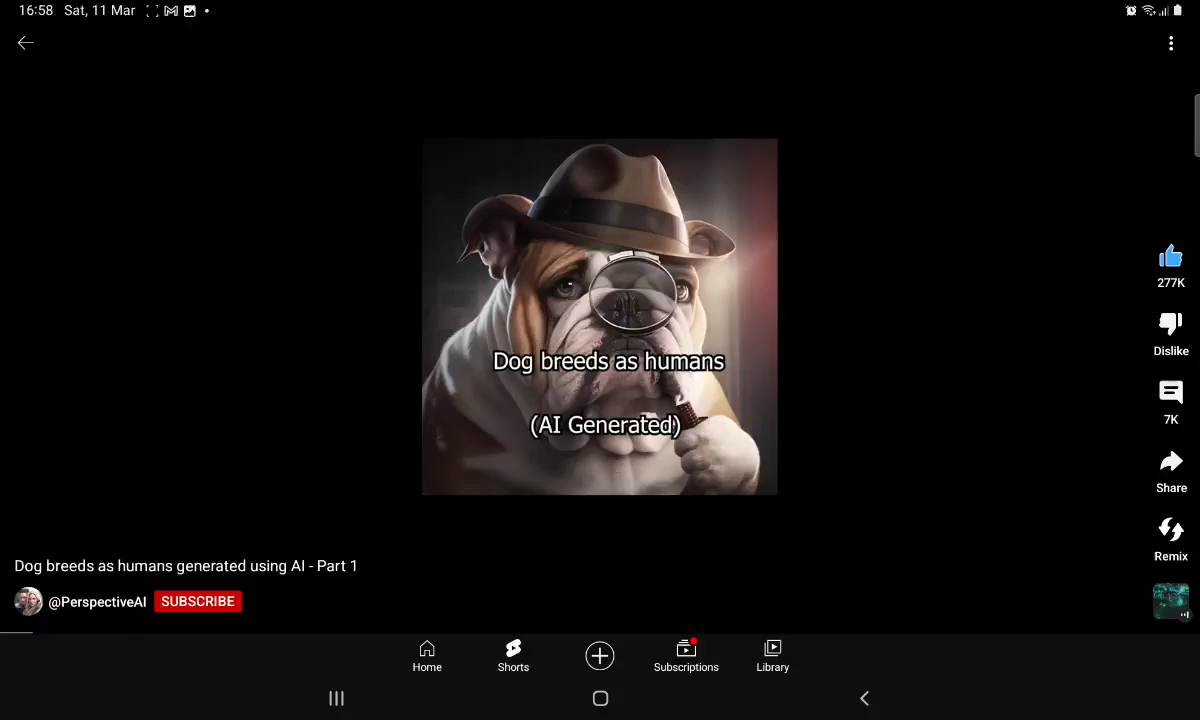 16:58 Sat, 11 Mar
Dog breeds as humans
(AI Generated)
277K
Dislike
7K
Share
Remix
Dog breeds as humans generated using AI - Part 1
@PerspectiveAI SUBSCRIBE
Home Shorts Subscriptions Library